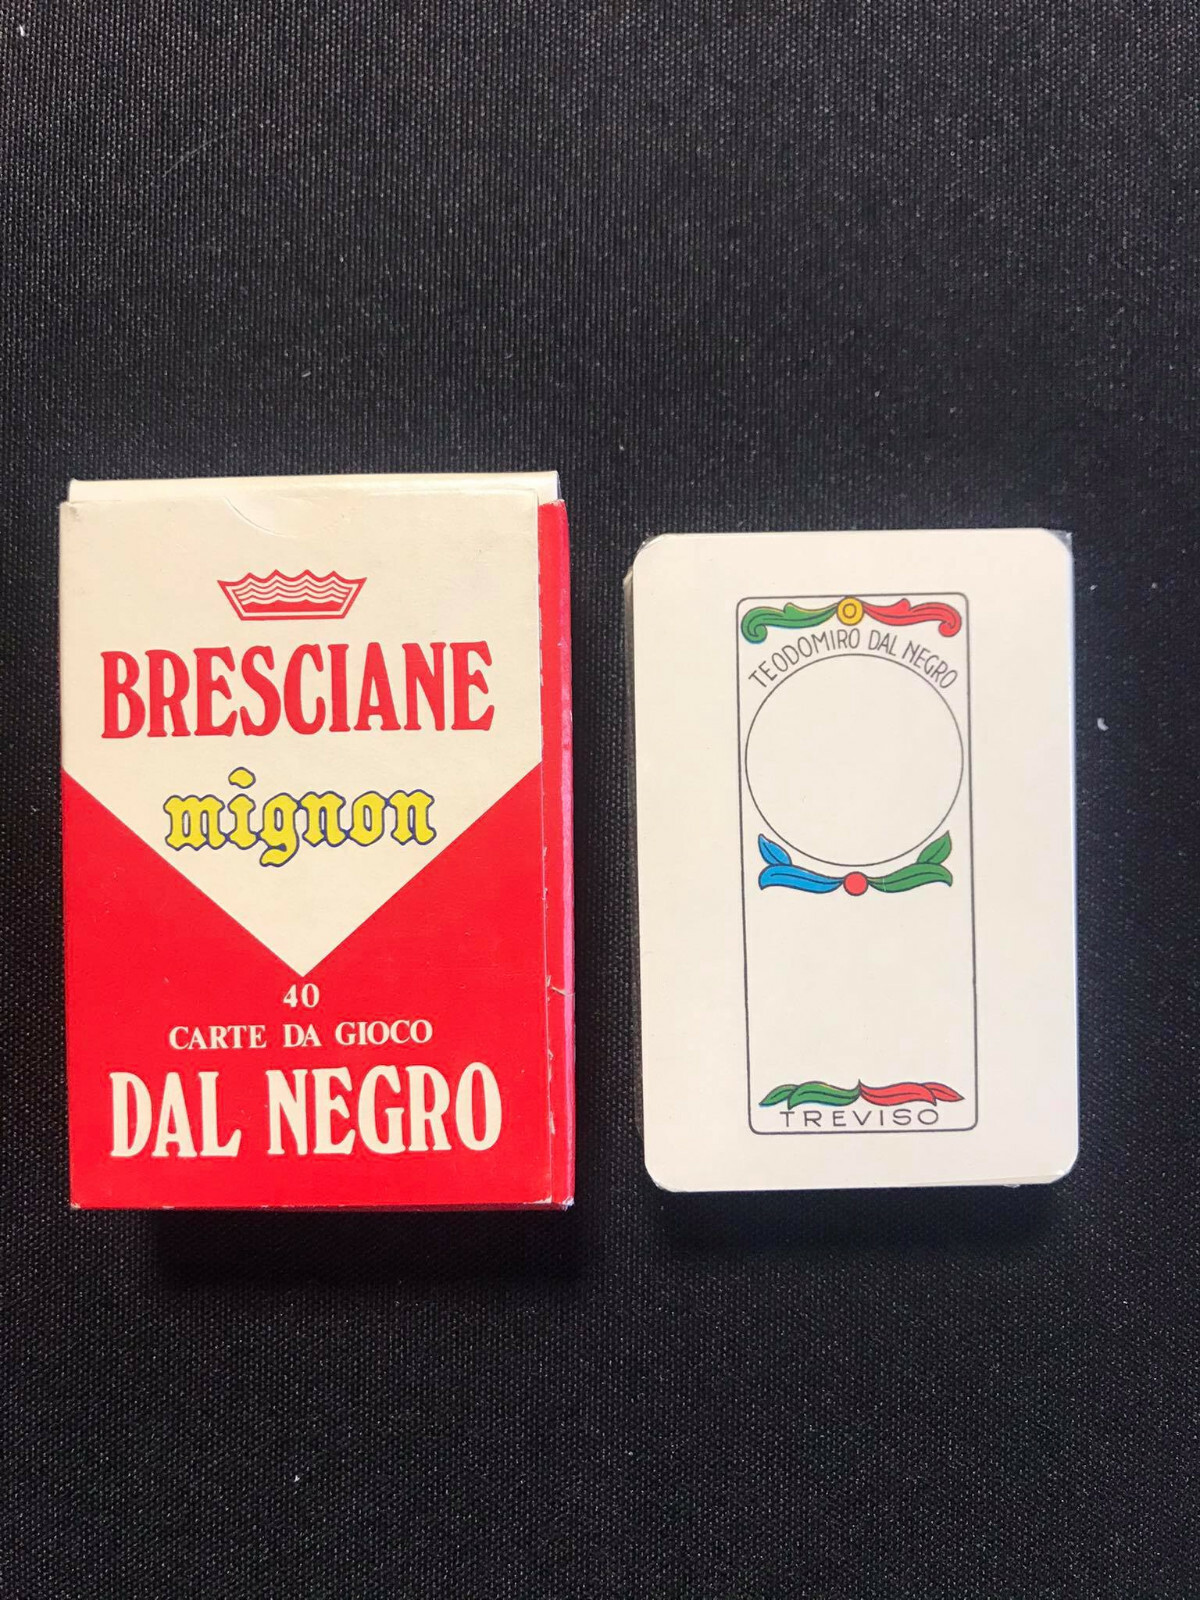 BRESCIANE
mignon
40
CARTE DA GIOCO
DAL NEGRO
TEODOMIRO DAL NEGRO
TREVISO